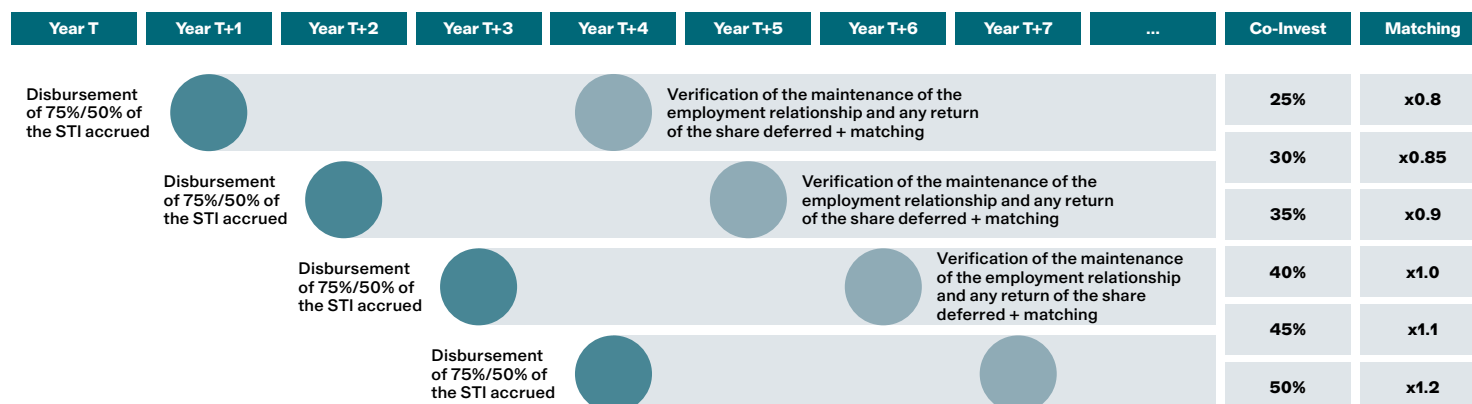 Year T Year T+1 Year T+2 Year T+3 Year T+4 Year T+5 Year T+6 Year T+7 ... Co-Invest Matching
Disbursement
of 75%/50% of
the STI accrued
Verification of the maintenance of the
employment relationship and any return
of the share deferred + matching
25% x0.8
Disbursement
of 75%/50% of
the STI accrued
Verification of the maintenance of the
employment relationship and any return
of the share deferred + matching
30% x0.85
35% x0.9
Disbursement
of 75%/50% of
the STI accrued
Verification of the maintenance
of the employment relationship
and any return of the share
deferred + matching
40% x1.0
45% x1.1
Disbursement
of 75%/50% of
the STI accrued
50% x1.2